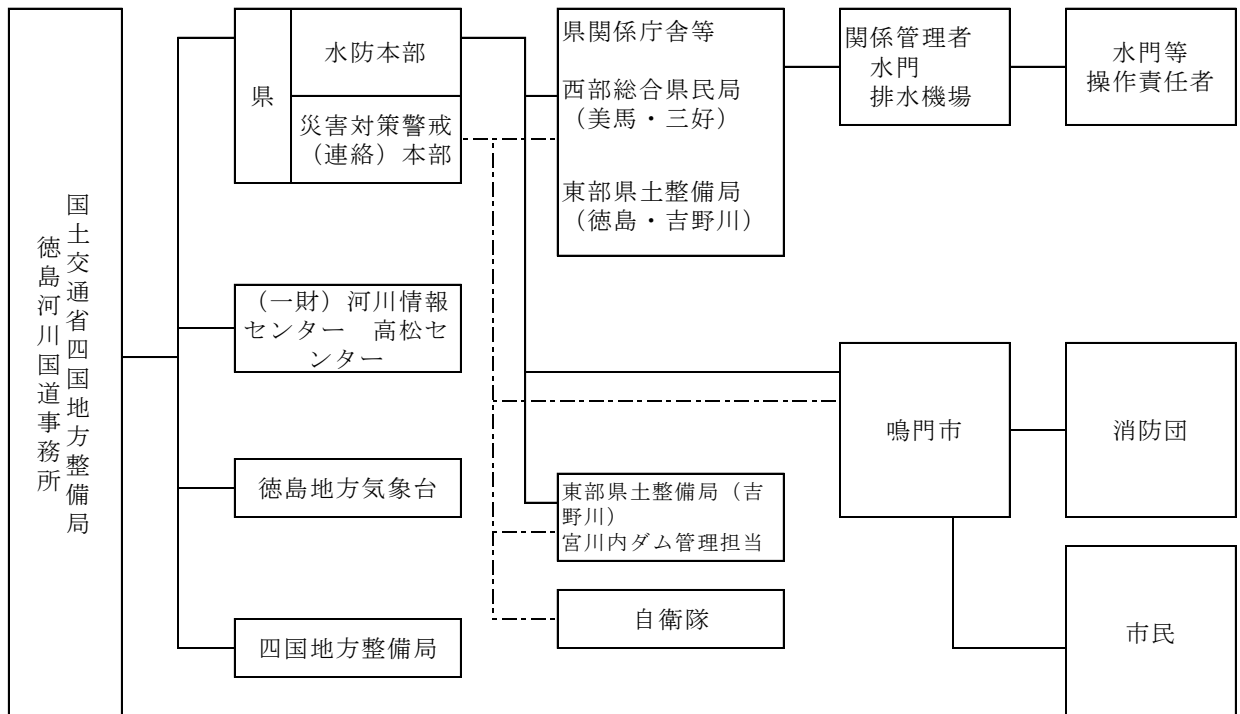 国土交通省四国地方整備局
徳島河川国道事務所
県
水防本部
災害対策警戒
（連絡）本部
（一財）河川情報
センター　高松セ
ンター
徳島地方気象台
四国地方整備局
県関係庁舎等
西部総合県民局
（美馬・三好）
東部県土整備局
（徳島・吉野川）
東部県土整備局（吉
野川）
宮川内ダム管理担当
自衛隊
関係管理者
水門
排水機場
水門等
操作責任者
鳴門市
消防団
市民